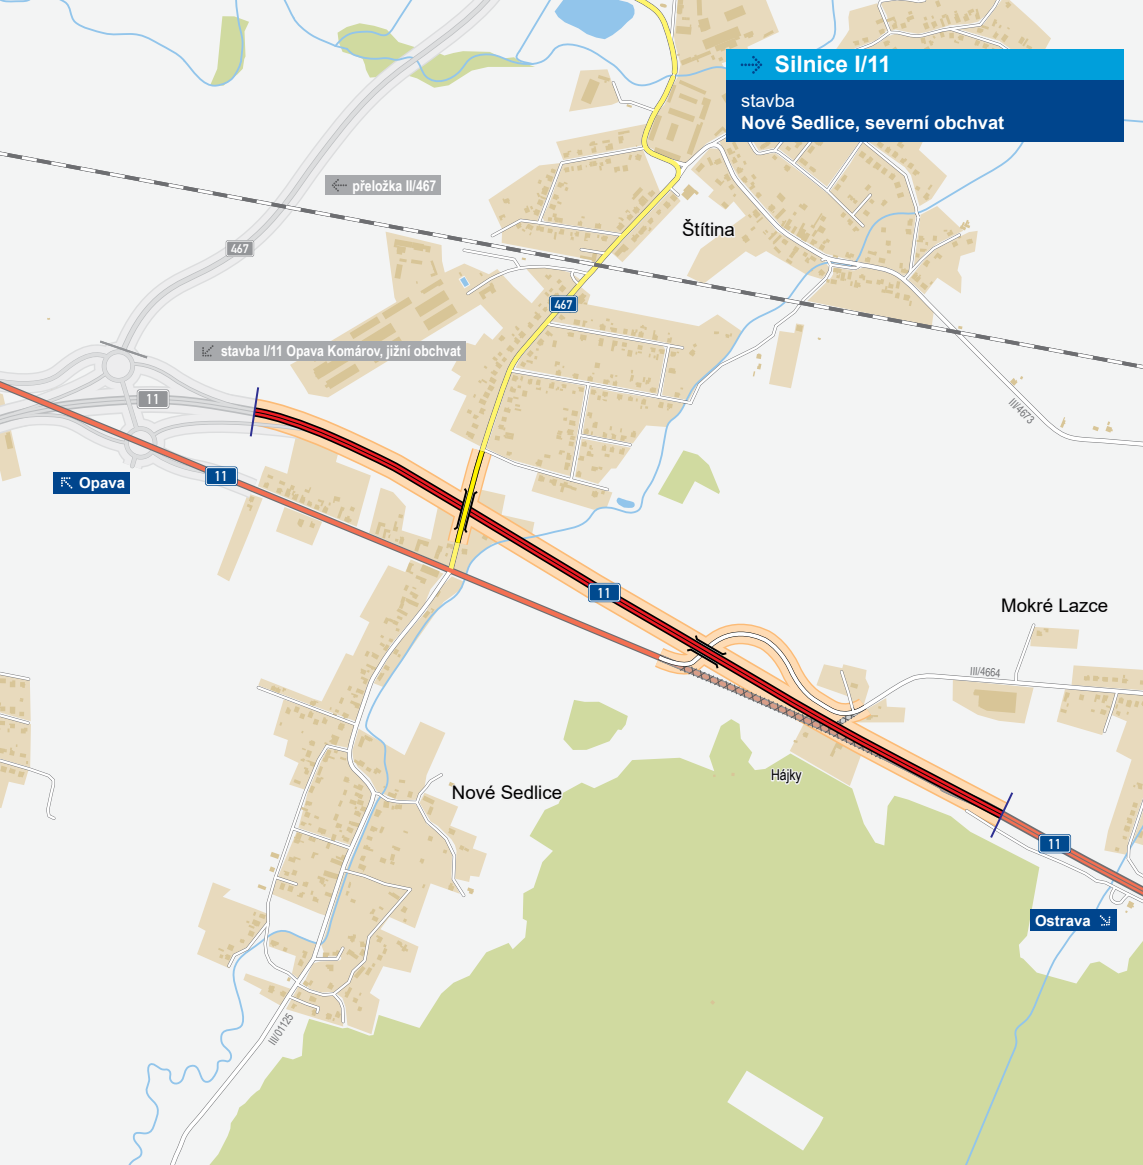 Silnice I/11
stavba
Nové Sedlice, severní obchvat
přeložka II/467
Štítina
467
467
stavba I/11 Opava Komárov, jižní obchvat
11
III/4673
11
Opava
11
Mokré Lazce
III/4664
Hájky
Nové Sedlice
11
Ostrava
III/01125